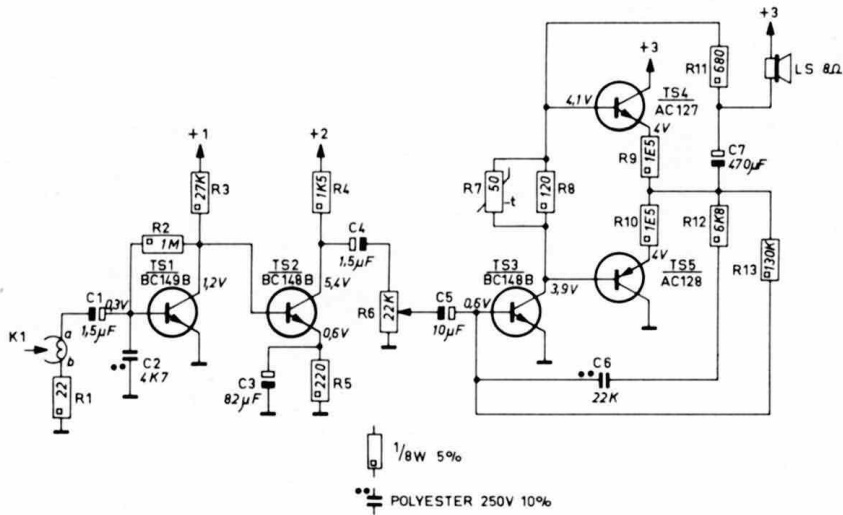 +3
+3
R11
680
LS 8Ω
TS4
AC127
4,1V
4V
+1
+2
R9
1E5
C7
470µF
R3
27K
R4
1K5
R7
50
-t
R8
120
R2
1M
C4
1,5µF
R10
1E5
R12
6K8
R13
130K
TS1
BC149B
1,2V
TS2
BC148B
5,4V
TS3
BC148B
3,9V
4V
TS5
AC128
C1
0,3V
1,5µF
R6
22K
C5
0,6V
10µF
K1
a
b
C2
4K7
0,6V
R1
22
C3
82µF
R5
220
C6
22K
1/8W 5%
POLYESTER 250V 10%